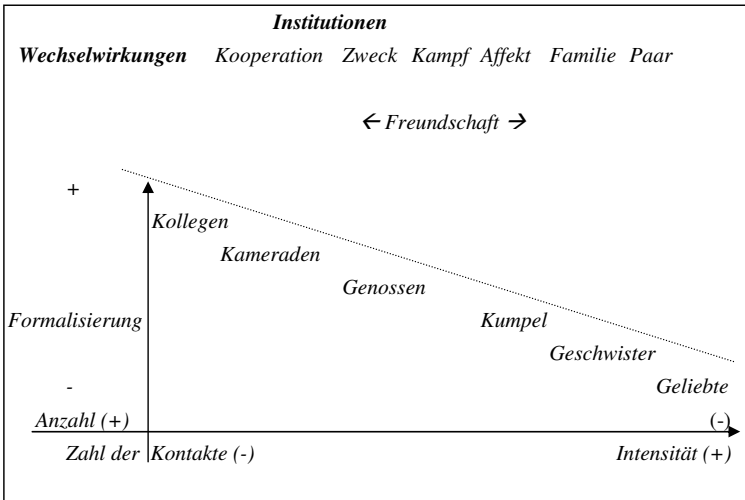 Institutionen
Wechselwirkungen Kooperation Zweck Kampf Affekt Familie Paar
← Freundschaft →
+
Kollegen
Kameraden
Genossen
Formalisierung Kumpel
Geschwister
- Geliebte
Anzahl (+) (-)
Zahl der Kontakte (-) Intensität (+)